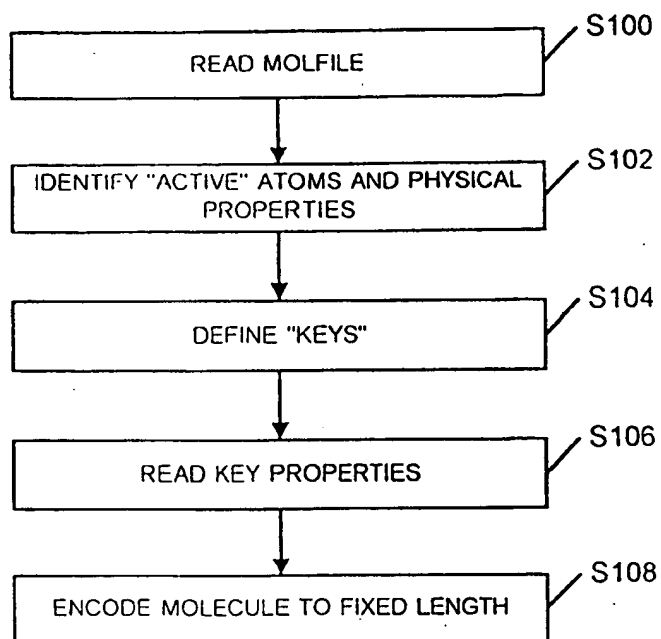 S100
READ MOLFILE
S102
IDENTIFY "ACTIVE" ATOMS AND PHYSICAL
PROPERTIES
S104
DEFINE "KEYS"
S106
READ KEY PROPERTIES
S108
ENCODE MOLECULE TO FIXED LENGTH